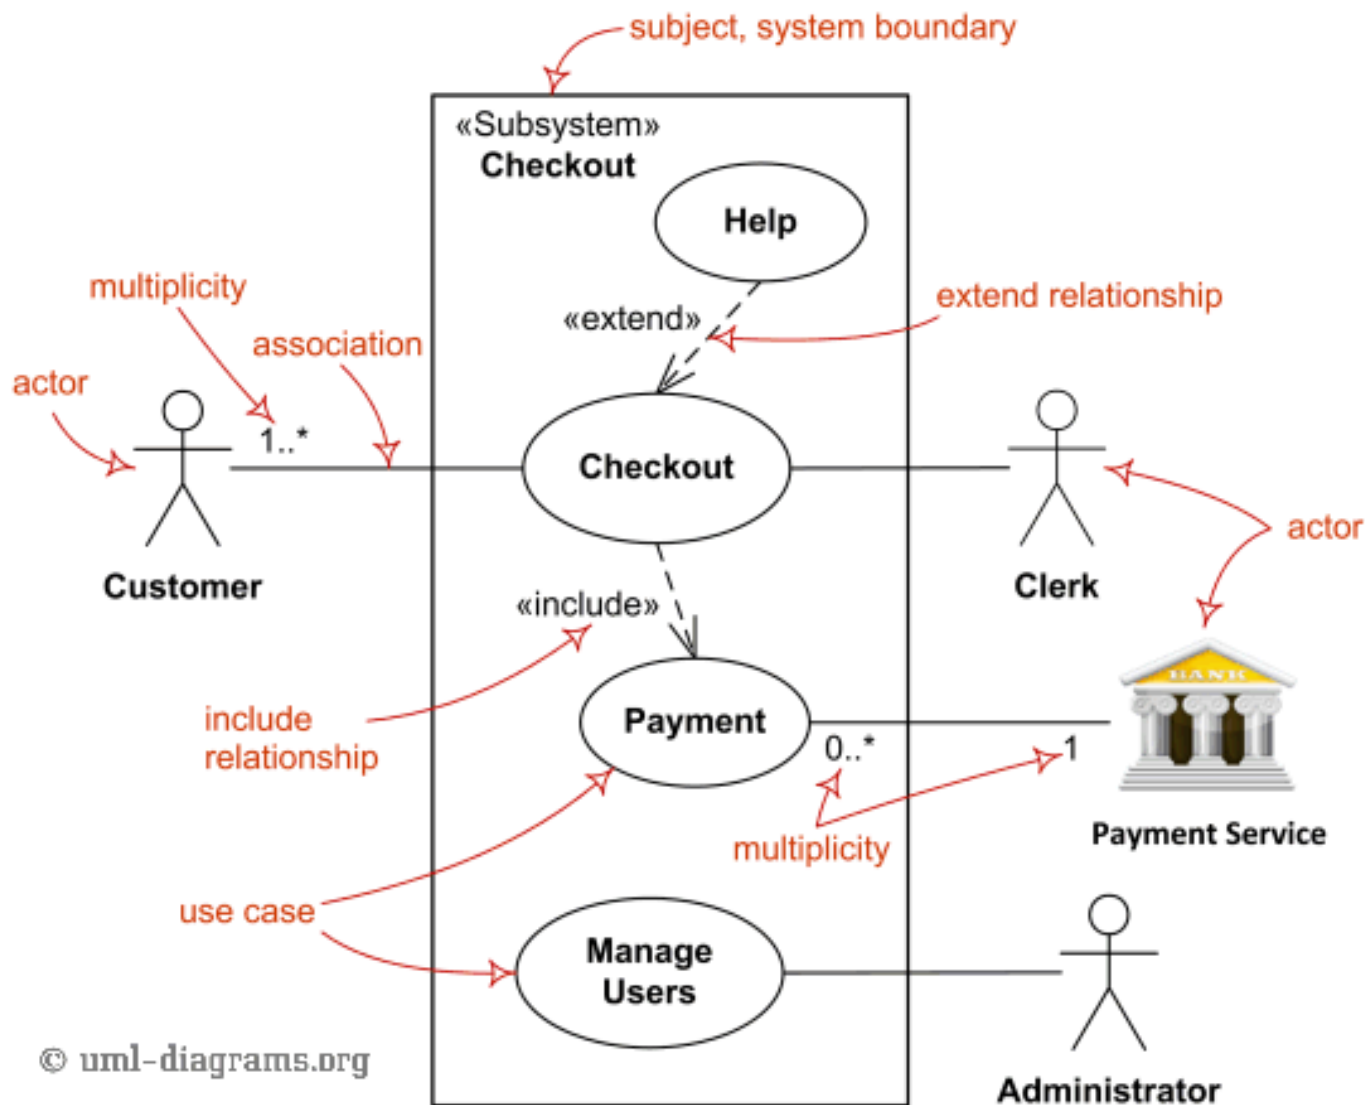 subject, system boundary
«Subsystem»
Checkout
Help
multiplicity
«extend»
extend relationship
association
actor
1..*
Checkout
actor
Customer
Clerk
«include»
BANK
include
relationship
Payment
0..*
1
multiplicity
Payment Service
use case
Manage
Users
© uml-diagrams.org
Administrator